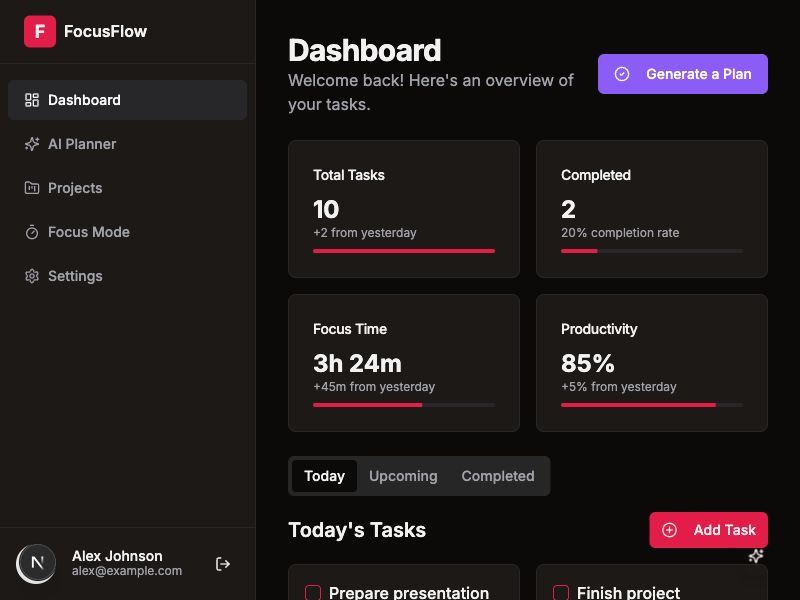 F FocusFlow
Dashboard
AI Planner
Projects
Focus Mode
Settings
N
Alex Johnson
alex@example.com
Dashboard
Welcome back! Here's an overview of
your tasks.
Generate a Plan
Total Tasks
10
+2 from yesterday
Completed
2
20% completion rate
Focus Time
3h 24m
+45m from yesterday
Productivity
85%
+5% from yesterday
Today Upcoming Completed
Today's Tasks
Add Task
Prepare presentation
Finish project